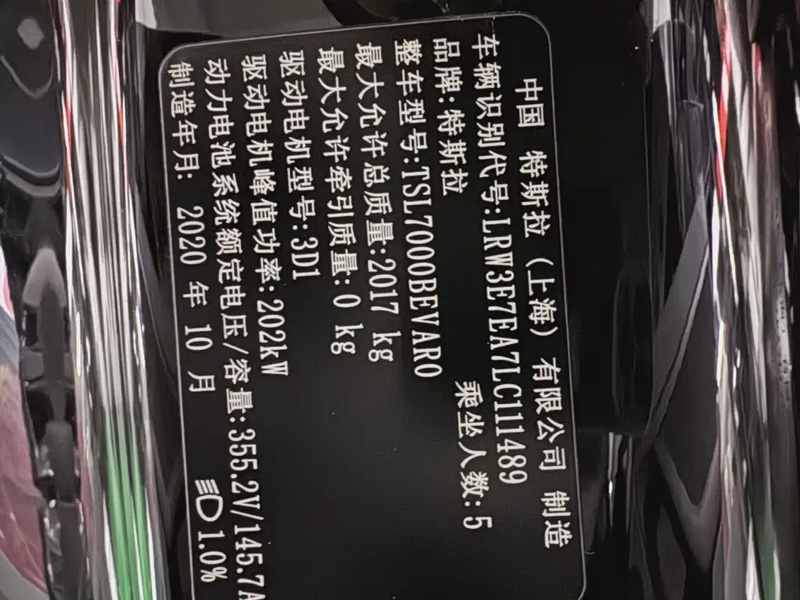 中国 特斯拉（上海）有限公司 制造
车辆识别代号:LRW3E7EA7LC111489
品牌:特斯拉 乘坐人数:5
整车型号:TSL7000BEVAR0
最大允许总质量:2017 kg
最大允许牵引质量:0 kg
驱动电机型号:3D1
驱动电机峰值功率:202kW
动力电池系统额定电压/容量:355.2V/145.7A
制造年月: 2020 年 10 月 1.0%